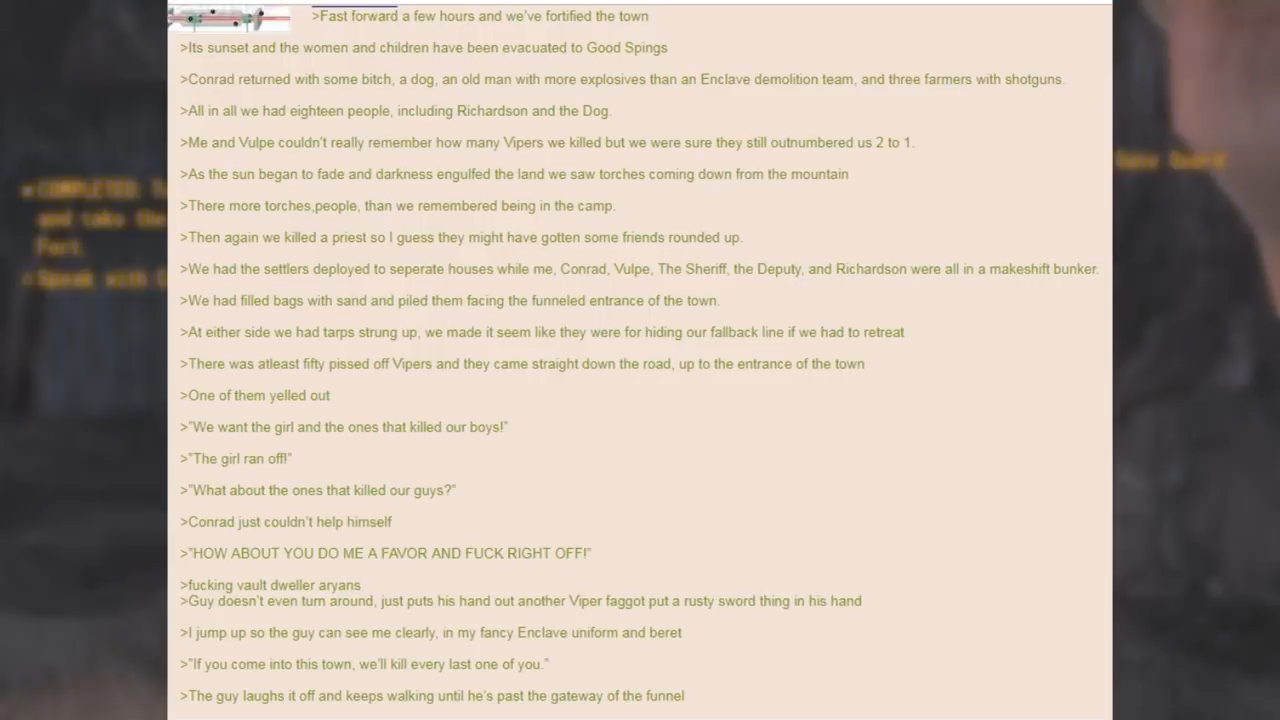 >Fast forward a few hours and we've fortified the town
>Its sunset and the women and children have been evacuated to Good Spings
>Conrad returned with some bitch, a dog, an old man with more explosives than an Enclave demolition team, and three farmers with shotguns.
>All in all we had eighteen people, including Richardson and the Dog.
>Me and Vulpe couldn't really remember how many Vipers we killed but we were sure they still outnumbered us 2 to 1.
>As the sun began to fade and darkness engulfed the land we saw torches coming down from the mountain
>There more torches,people, than we remembered being in the camp.
>Then again we killed a priest so I guess they might have gotten some friends rounded up.
>We had the settlers deployed to seperate houses while me, Conrad, Vulpe, The Sheriff, the Deputy, and Richardson were all in a makeshift bunker.
>We had filled bags with sand and piled them facing the funneled entrance of the town.
>At either side we had tarps strung up, we made it seem like they were for hiding our fallback line if we had to retreat
>There was atleast fifty pissed off Vipers and they came straight down the road, up to the entrance of the town
>One of them yelled out
>"We want the girl and the ones that killed our boys!"
>"The girl ran off!"
>"What about the ones that killed our guys?"
>Conrad just couldn't help himself
>"HOW ABOUT YOU DO ME A FAVOR AND FUCK RIGHT OFF!"
>fucking vault dweller aryans
>Guy doesn't even turn around, just puts his hand out another Viper faggot put a rusty sword thing in his hand
>I jump up so the guy can see me clearly, in my fancy Enclave uniform and beret
>"If you come into this town, we'll kill every last one of you."
>The guy laughs it off and keeps walking until he's past the gateway of the funnel
COMPLETED
and take the
Fort
Speak with
Guard